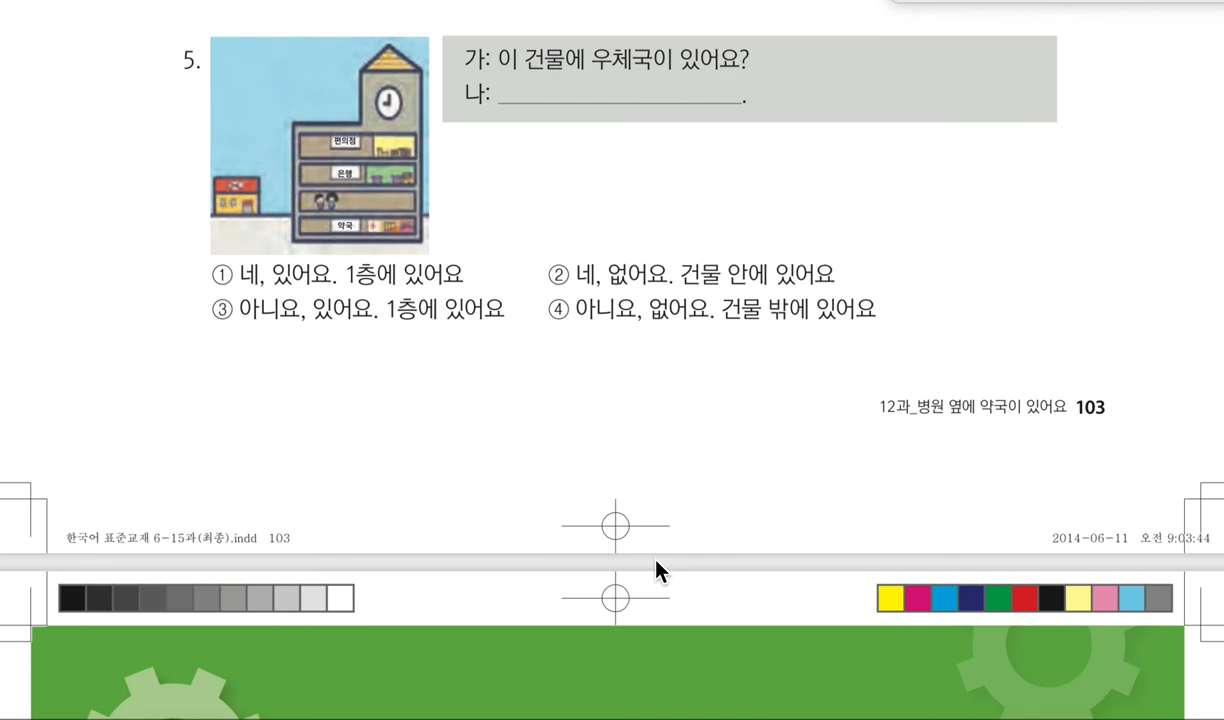 5.
가: 이 건물에 우체국이 있어요?
나: ______________________.
편의점
은행
약국
① 네, 있어요. 1층에 있어요
② 네, 없어요. 건물 안에 있어요
③ 아니요, 있어요. 1층에 있어요
④ 아니요, 없어요. 건물 밖에 있어요
12과_병원 옆에 약국이 있어요 103
한국어 표준교재 6-15과(최종).indd 103
2014-06-11 오전 9:03:44